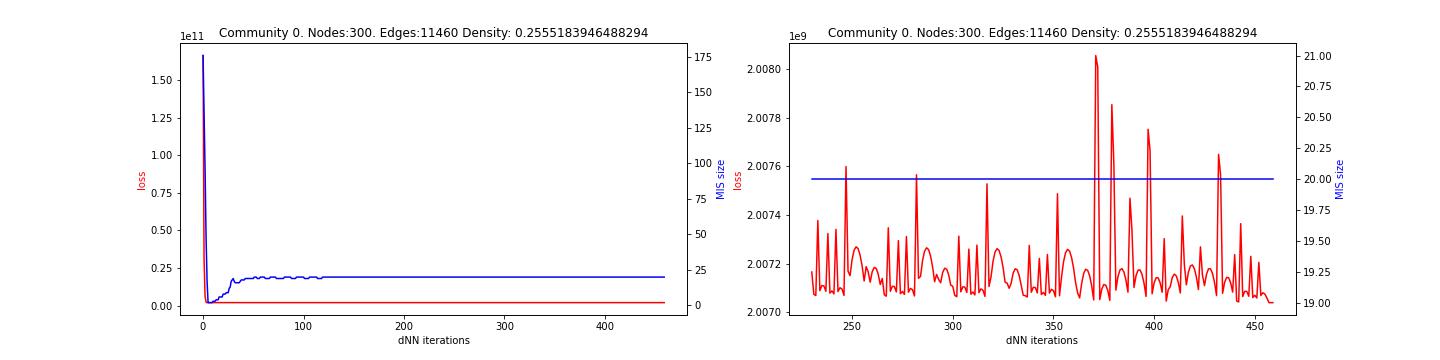 Community 0. Nodes:300. Edges:11460 Density: 0.2555183946488294
1e11
1.50
1.25
1.00
0.75
0.50
0.25
0.00
loss
175
150
125
100
75
50
25
0
MIS size
0 100 200 300 400
dNN iterations
Community 0. Nodes:300. Edges:11460 Density: 0.2555183946488294
1e9
2.0080
2.0078
2.0076
2.0074
2.0072
2.0070
loss
21.00
20.75
20.50
20.25
20.00
19.75
19.50
19.25
19.00
MIS size
250 300 350 400 450
dNN iterations